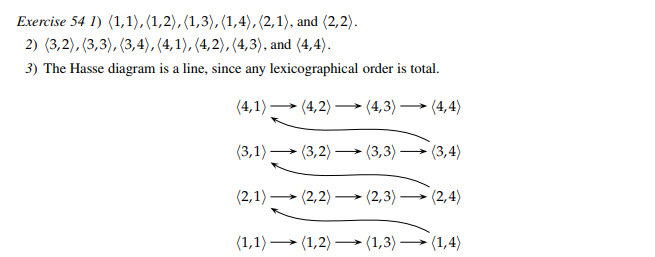 Exercise 54 1) ⟨1,1⟩,⟨1,2⟩,⟨1,3⟩,⟨1,4⟩,⟨2,1⟩, and ⟨2,2⟩.
2) ⟨3,2⟩,⟨3,3⟩,⟨3,4⟩,⟨4,1⟩,⟨4,2⟩,⟨4,3⟩, and ⟨4,4⟩.
3) The Hasse diagram is a line, since any lexicographical order is total.
⟨4,1⟩ ⟶ ⟨4,2⟩ ⟶ ⟨4,3⟩ ⟶ ⟨4,4⟩
⟨3,1⟩ ⟶ ⟨3,2⟩ ⟶ ⟨3,3⟩ ⟶ ⟨3,4⟩
⟨2,1⟩ ⟶ ⟨2,2⟩ ⟶ ⟨2,3⟩ ⟶ ⟨2,4⟩
⟨1,1⟩ ⟶ ⟨1,2⟩ ⟶ ⟨1,3⟩ ⟶ ⟨1,4⟩